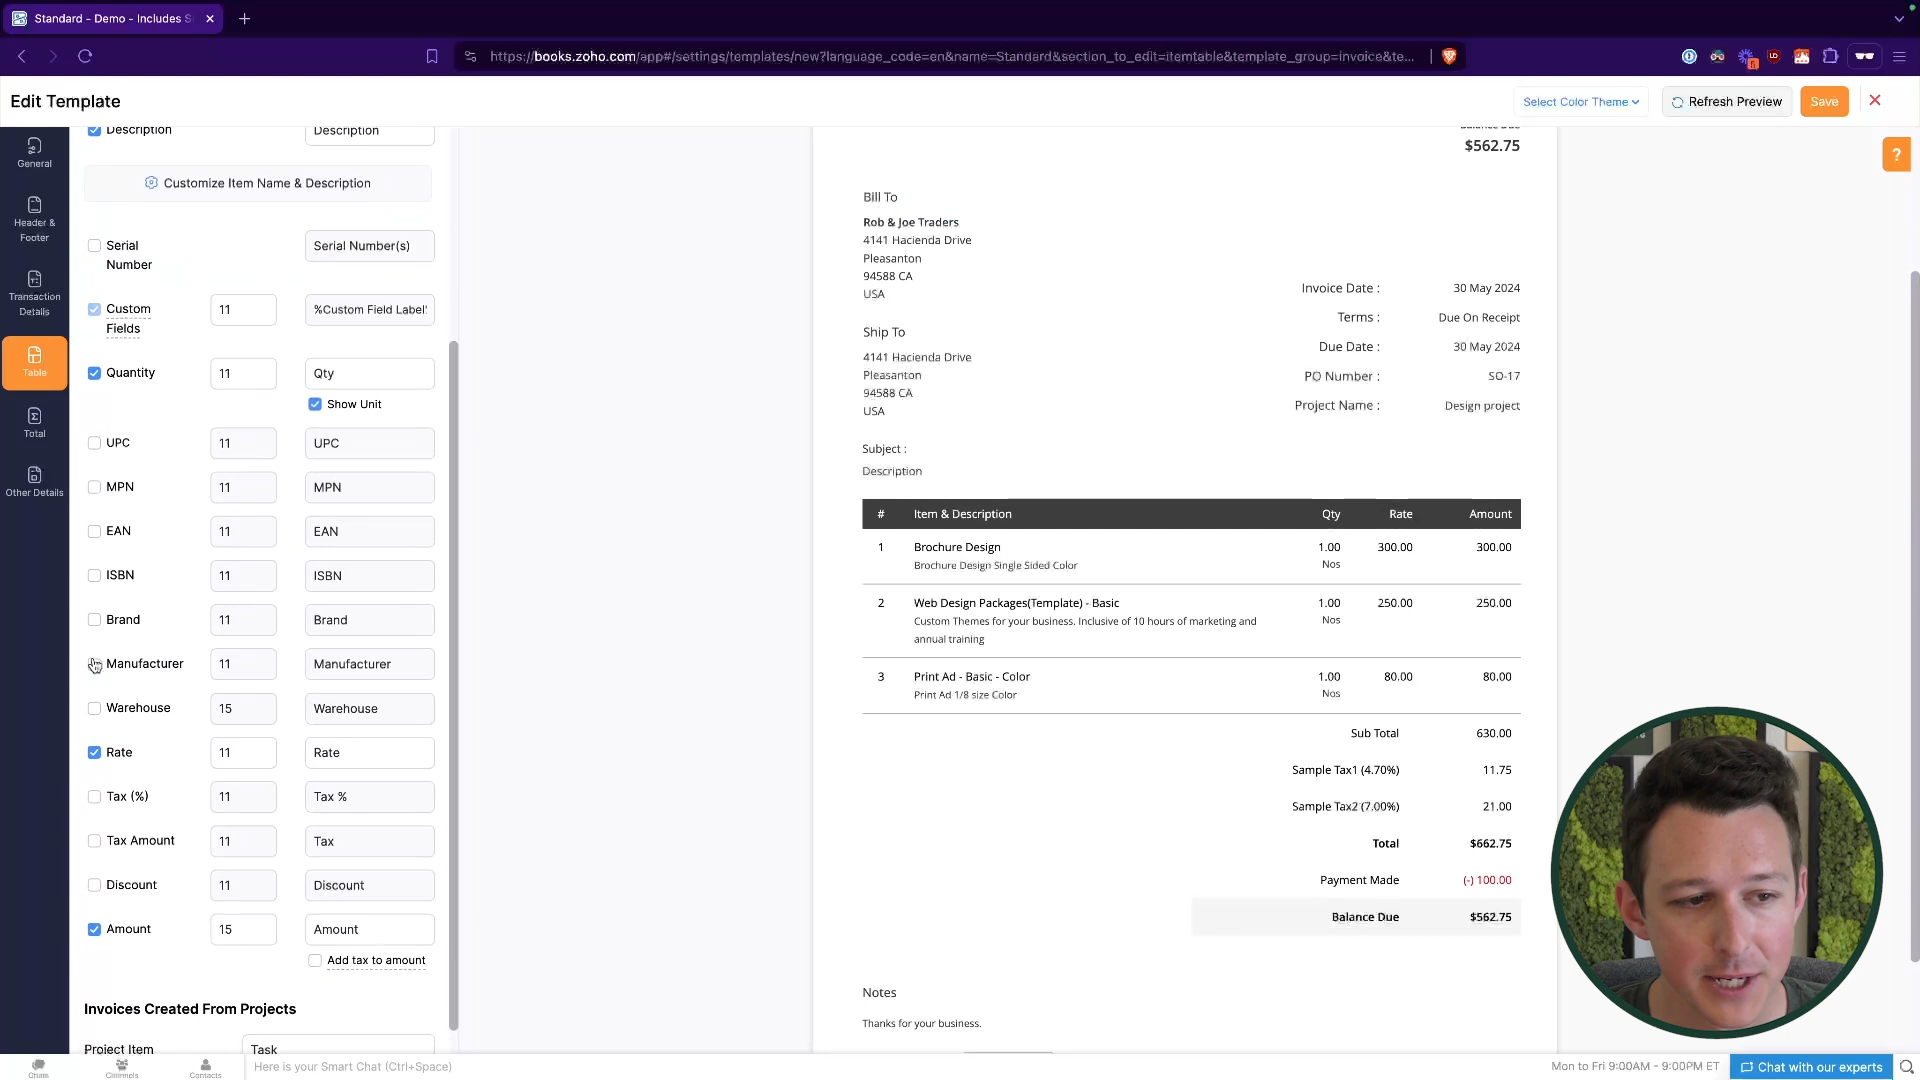 Standard - Demo - Includes S
https://books.zoho.com/app#/settings/templates/new?language_code=en&name=Standard&section_to_edit=itemtable&template_group=invoice&te...
Edit Template
Select Color Theme
Refresh Preview
Save
?
General
Header &
Footer
Transaction
Details
Table
Total
Other Details
Description
Description
Customize Item Name & Description
Serial
Number
Serial Number(s)
Custom
Fields
11
%Custom Field Label'
Quantity
11
Qty
Show Unit
UPC
11
UPC
MPN
11
MPN
EAN
11
EAN
ISBN
11
ISBN
Brand
11
Brand
Manufacturer
11
Manufacturer
Warehouse
15
Warehouse
Rate
11
Rate
Tax (%)
11
Tax %
Tax Amount
11
Tax
Discount
11
Discount
Amount
15
Amount
Add tax to amount
Invoices Created From Projects
Project Item
Task
Balance Due
$562.75
Bill To
Rob & Joe Traders
4141 Hacienda Drive
Pleasanton
94588 CA
USA
Ship To
4141 Hacienda Drive
Pleasanton
94588 CA
USA
Invoice Date : 30 May 2024
Terms : Due On Receipt
Due Date : 30 May 2024
PO Number : SO-17
Project Name : Design project
Subject :
Description
# Item & Description Qty Rate Amount
1 Brochure Design 1.00 300.00 300.00
Brochure Design Single Sided Color Nos
2 Web Design Packages(Template) - Basic 1.00 250.00 250.00
Custom Themes for your business. Inclusive of 10 hours of marketing and Nos
annual training
3 Print Ad - Basic - Color 1.00 80.00 80.00
Print Ad 1/8 size Color Nos
Sub Total 630.00
Sample Tax1 (4.70%) 11.75
Sample Tax2 (7.00%) 21.00
Total $662.75
Payment Made (-) 100.00
Balance Due $562.75
Notes
Thanks for your business.
Chats
Channels
Contacts
Here is your Smart Chat (Ctrl+Space)
Mon to Fri 9:00AM - 9:00PM ET
Chat with our experts